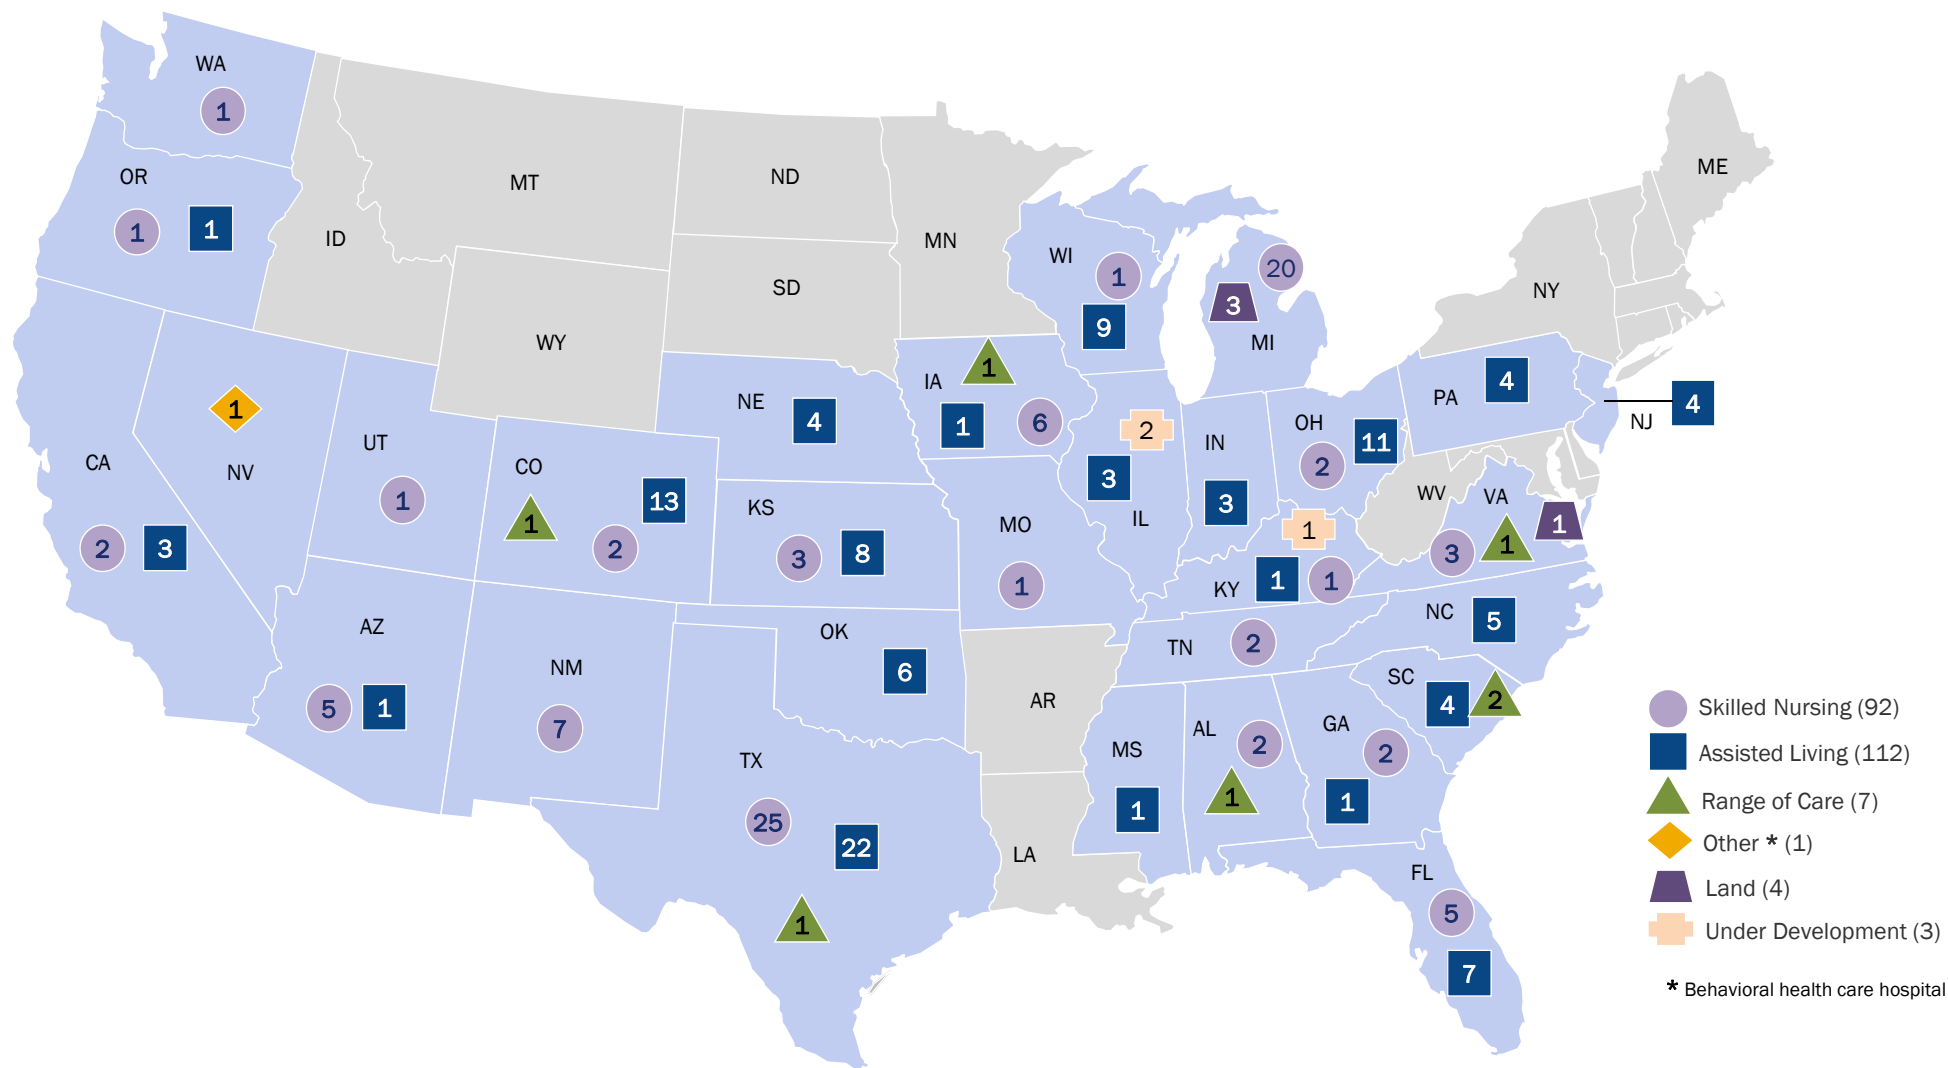 WA
1
OR
1
1
ID
MT
ND
MN
SD
WY
WI
1
9
20
3
MI
ME
NY
CA
2
3
1
NV
UT
1
CO
1
13
2
NE
4
KS
3
8
IA
1
1
6
MO
1
2
3
IL
IN
3
OH
11
2
PA
4
4
NJ
WV
VA
1
3
1
1
KY
1
1
AZ
5
1
NM
7
OK
6
AR
TN
2
NC
5
SC
4
2
TX
25
22
1
LA
MS
1
AL
2
1
GA
2
1
FL
5
7
Skilled Nursing (92)
Assisted Living (112)
Range of Care (7)
Other * (1)
Land (4)
Under Development (3)
* Behavioral health care hospital